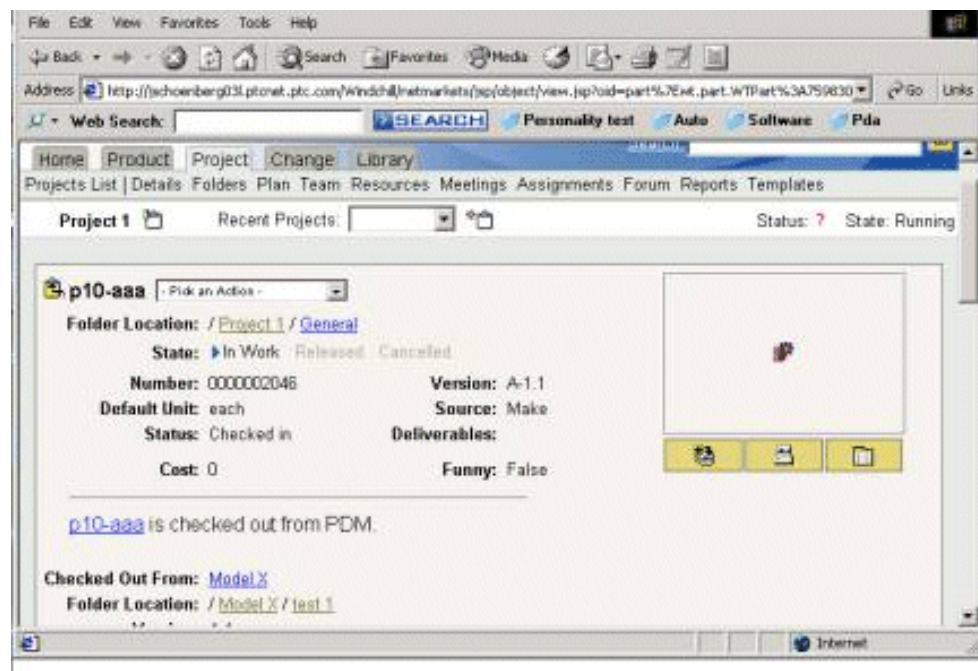 File Edit View Favorites Tools Help
Back Search Favorites Media
Address http://jschoenberg03l.ptcnet.ptc.com/Windchill/netmarkets/jsp/object/view.jsp?oid=part%7Ewt.part.WTPart%3A759830 Go Links
Web Search: SEARCH Personality test Auto Software Pda
Home Product Project Change Library Search
Projects List | Details Folders Plan Team Resources Meetings Assignments Forum Reports Templates
Project 1 Recent Projects: Status: ? State: Running
p10-aaa - Pick an Action -
Folder Location: / Project 1 / General
State: In Work Released Cancelled
Number: 0000002046 Version: A-1.1
Default Unit: each Source: Make
Status: Checked in Deliverables:
Cost: 0 Funny: False
p10-aaa is checked out from PDM.
Checked Out From: Model X
Folder Location: / Model X / test 1
Internet